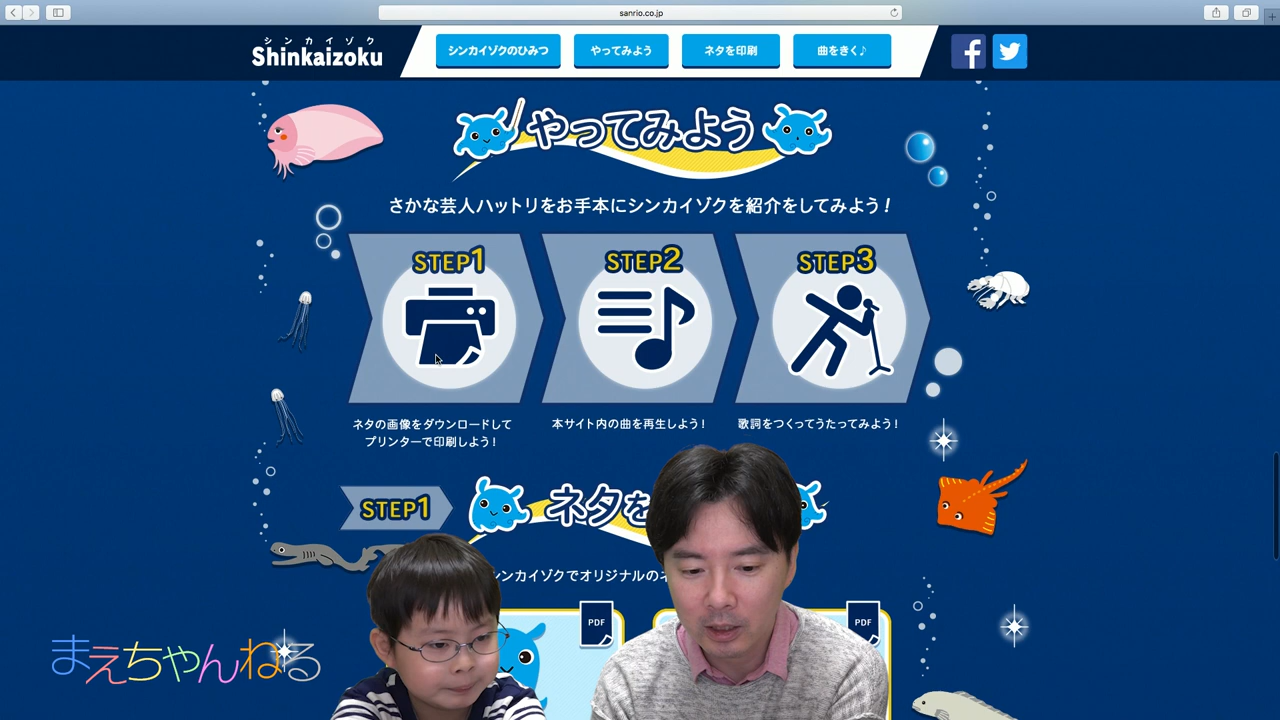 sanrio.co.jp
シンカイゾク
Shinkaizoku
シンカイゾクのひみつ
やってみよう
ネタを印刷
曲をきく♪
やってみよう
さかな芸人ハットリをお手本にシンカイゾクを紹介をしてみよう!
STEP1
STEP2
STEP3
ネタの画像をダウンロードして
プリンターで印刷しよう!
本サイト内の曲を再生しよう!
歌詞をつくってうたってみよう!
STEP1
ネタを
シンカイゾクでオリジナルのネ
PDF
PDF
まえちゃんねる